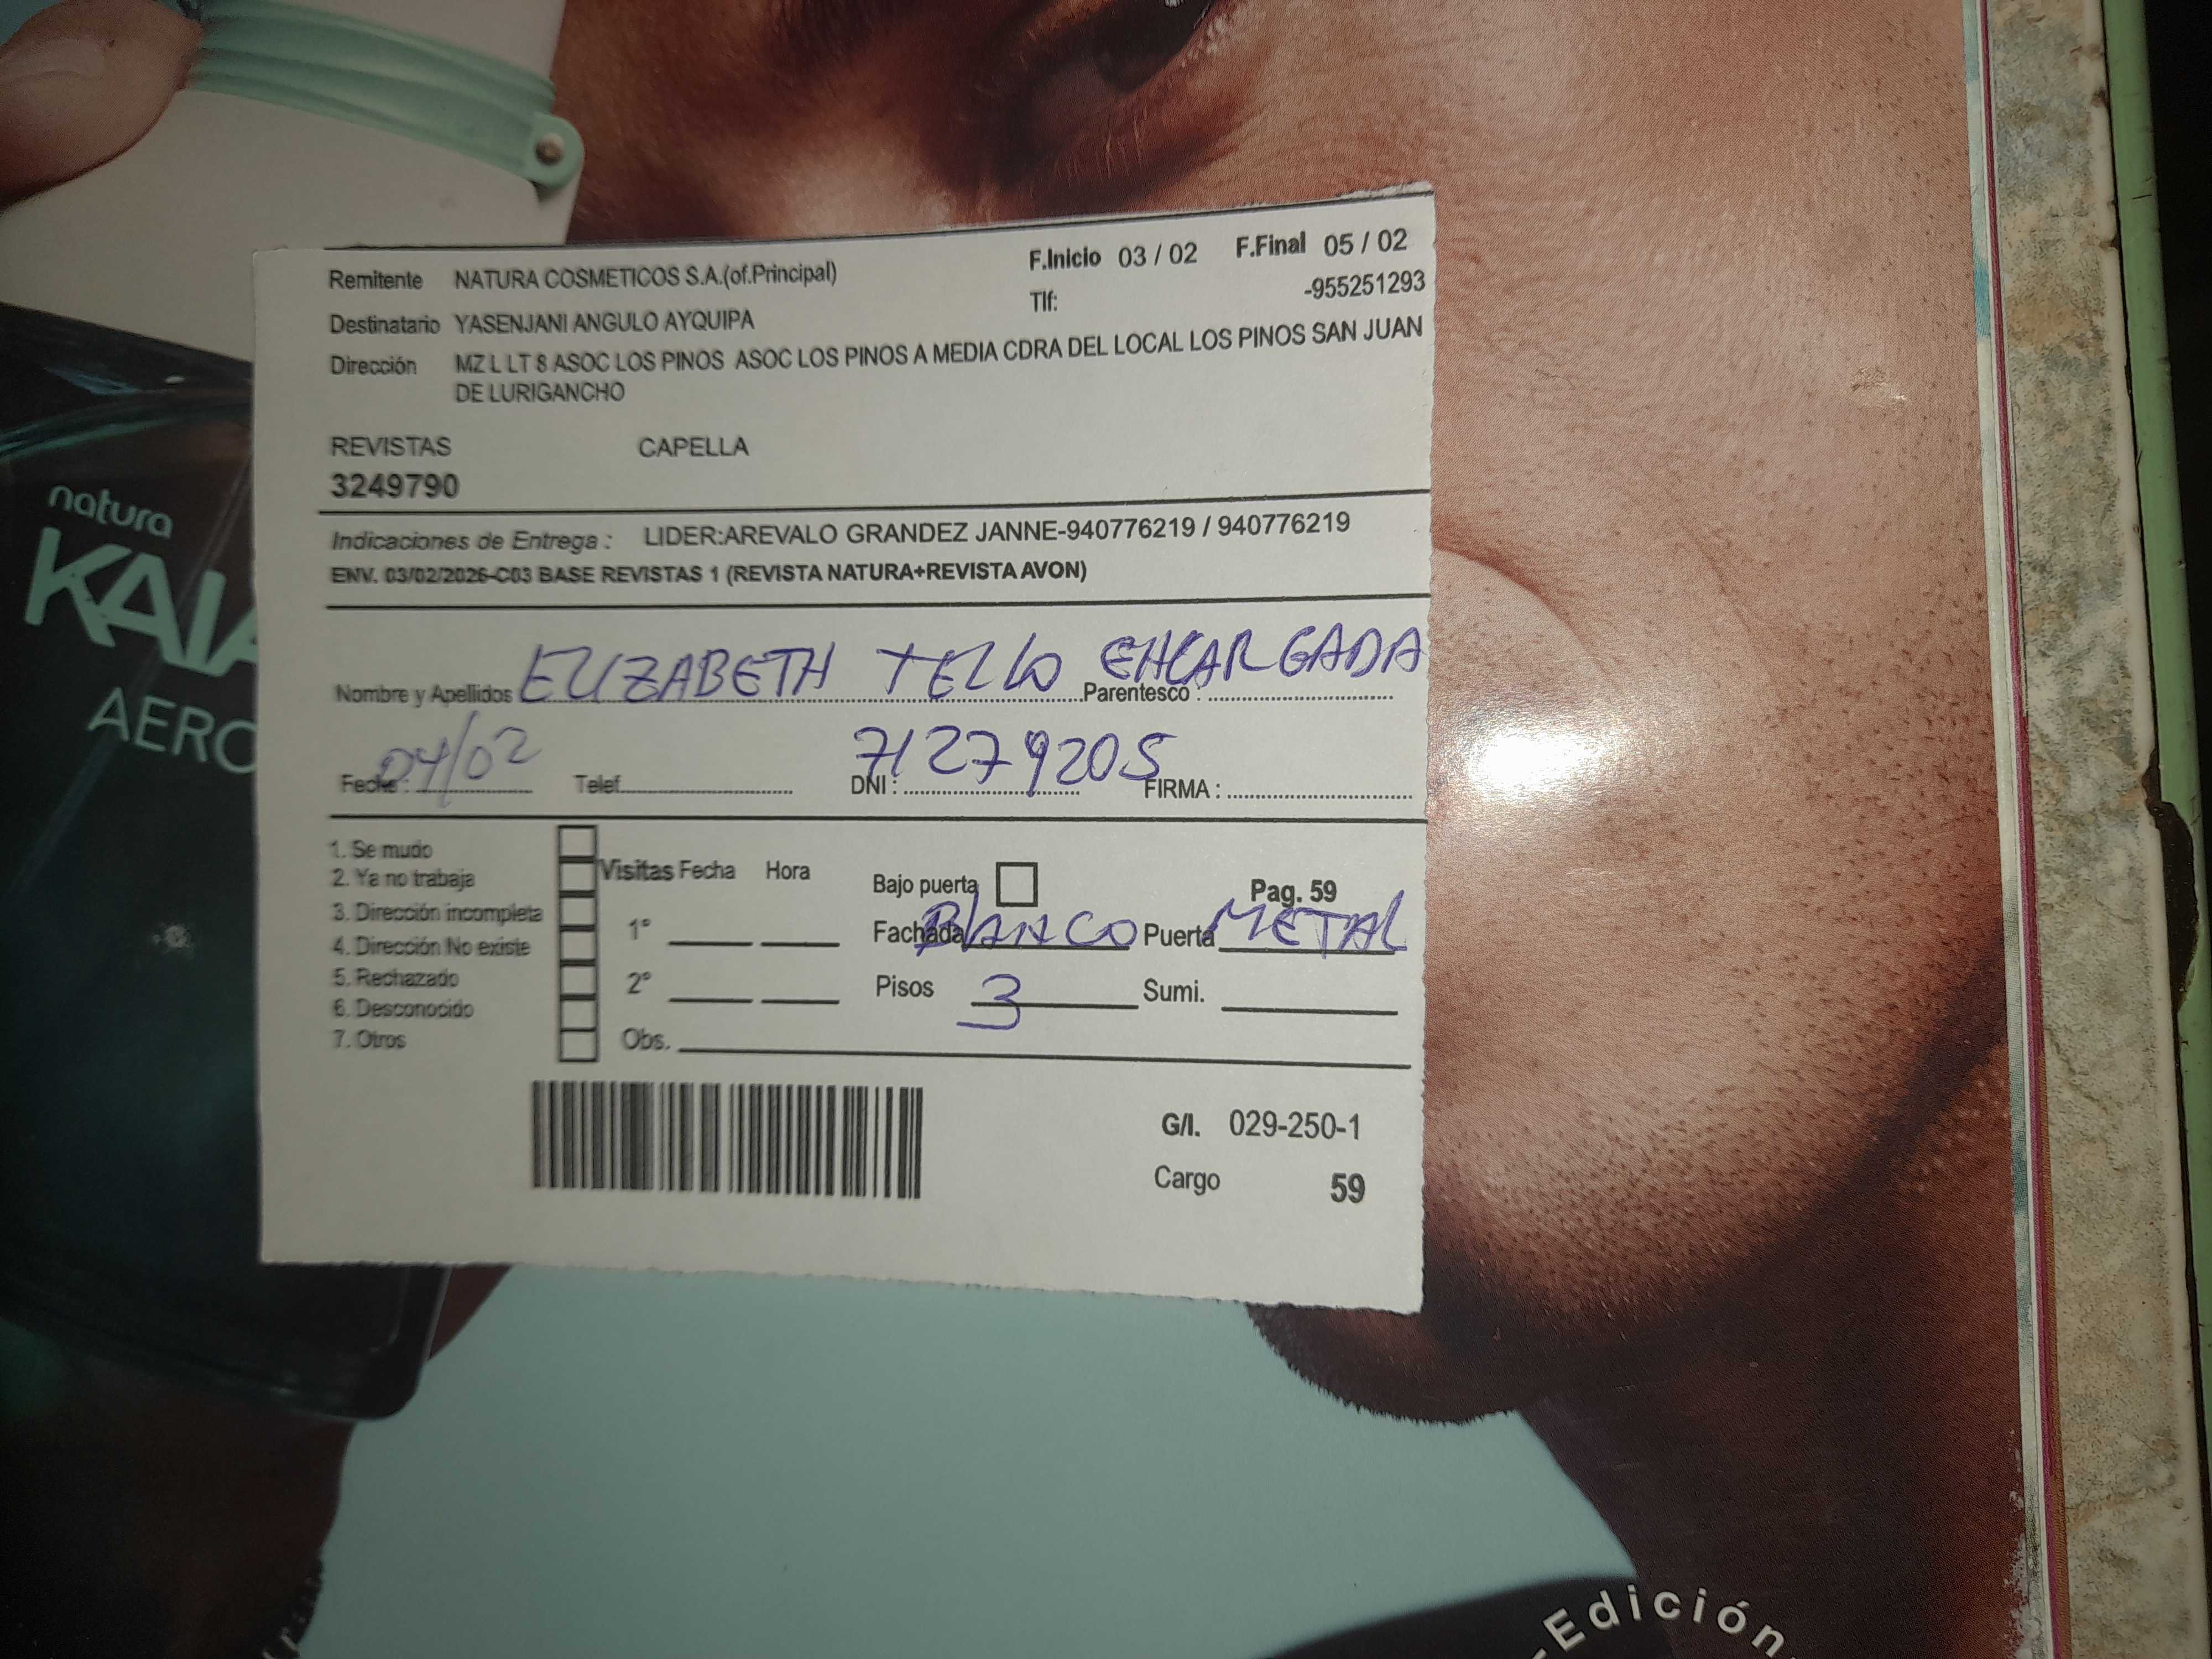 Remitente NATURA COSMETICOS S.A.(of.Principal) F.Inicio 03 / 02 F.Final 05 / 02
Tlf: -955251293
Destinatario YASENJANI ANGULO AYQUIPA
Dirección MZ L LT 8 ASOC LOS PINOS ASOC LOS PINOS A MEDIA CDRA DEL LOCAL LOS PINOS SAN JUAN
DE LURIGANCHO
REVISTAS CAPELLA
3249790
Indicaciones de Entrega : LIDER:AREVALO GRANDEZ JANNE-940776219 / 940776219
ENV. 03/02/2026-C03 BASE REVISTAS 1 (REVISTA NATURA+REVISTA AVON)
Nombre y Apellidos ELIZABETH TELLO Parentesco : ENCARGADA
Fecha : 04/02 Telef. DNI : 71279205 FIRMA :
1. Se mudo
2. Ya no trabaja
3. Dirección incompleta
4. Dirección No existe
5. Rechazado
6. Desconocido
7. Otros
Visitas Fecha Hora
1°
2°
Obs.
Bajo puerta Pag. 59
Fachada BLANCO Puerta METAL
Pisos 3 Sumi.
G/I. 029-250-1
Cargo 59
natura
KAIA
AERO
Edición